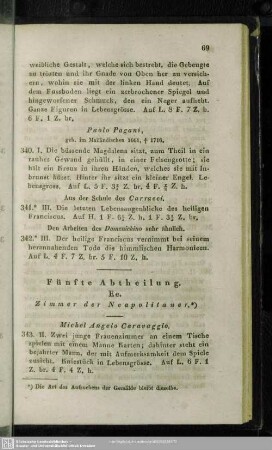 69
weibliche Gestalt, welche sich bestrebt, die Gebeugte
zu trösten und ihr Gnade von Oben her zu versich-
ern, wohin sie mit der linken Hand deutet; Auf
dem Fussboden liegt ein zerbrochener Spiegel und
hingeworfener Schmuck, den ein Neger aufhebt.
Ganze Figuren in Lebensgrösse. Auf L. 8 F. 7 Z. h.
6 F. 1 Z. br.
Paolo Pagani,
geb. im Mailändischen 1661, † 1716.
340. I. Die büssende Magdalena sitzt, zum Theil in ein
rauhes Gewand gehüllt, in einer Felsengrotte; sie
hält ein Kreuz in ihren Händen, welches sie mit In-
brunst küsst. Hinter ihr sitzt ein kleiner Engel. Le-
bensgross. Auf L. 5 F. 3½ Z. br. 4 F. Z. h.
Aus der Schule des Carracci.
341.* III. Die letzten Lebensaugenblicke des heiligen
Franciscus. Auf H. 1 F. 6½ Z. h. 1 F. 3½ Z. br.
Den Arbeiten des Domenichino sehr ähnlich.
342.* III. Der heilige Franciscus vernimmt bei seinem
herannahenden Tode die himmlischen Harmonieen.
Auf L. 4 F. 7 Z. br. 5 F. 10 Z. h.
Fünfte Abtheilung.
Ee.
Zimmer der Neapolitaner.*)
Michel Angelo Caravaggio.
343. II. Zwei junge Frauenzimmer an einem Tische
spielen mit einem Manne Karten; dahinter steht ein
bejahrter Mann, der mit Aufmerksamkeit dem Spiele
zusieht. Kniestück in Lebensgrösse. Auf L. 6 F. 1
Z. br. 4 F. 4 Z. h.
*) Die Art des Aufnehmens der Gemälde bleibt dieselbe.